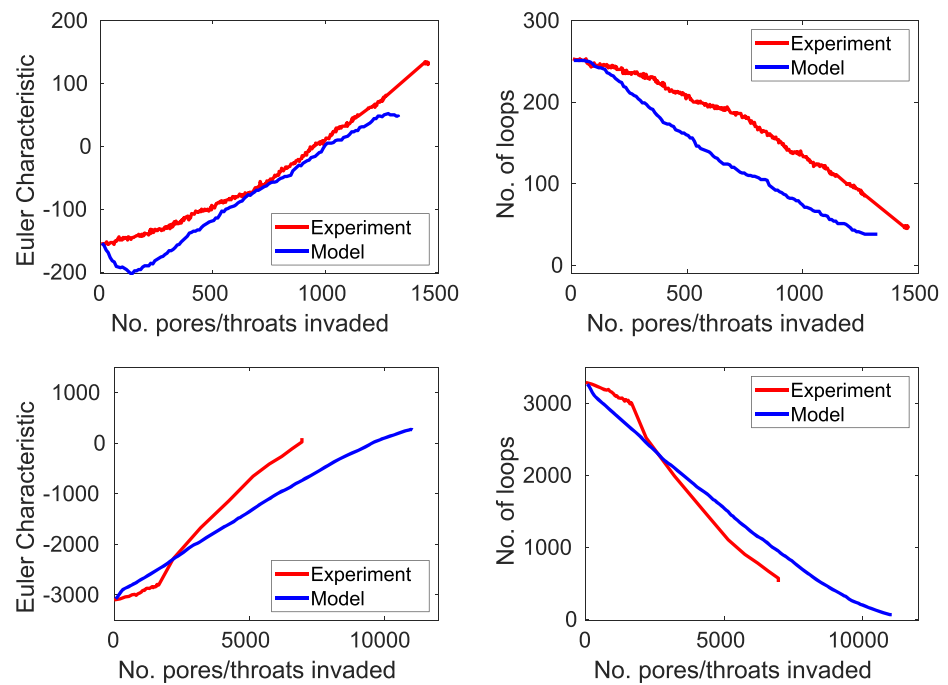 200
100
0
-100
-200
Euler Characteristic
0 500 1000 1500
No. pores/throats invaded
Experiment
Model
300
200
100
0
No. of loops
0 500 1000 1500
No. pores/throats invaded
Experiment
Model
1000
0
-1000
-2000
-3000
Euler Characteristic
0 5000 10000
No. pores/throats invaded
Experiment
Model
3000
2000
1000
0
No. of loops
0 5000 10000
No. pores/throats invaded
Experiment
Model